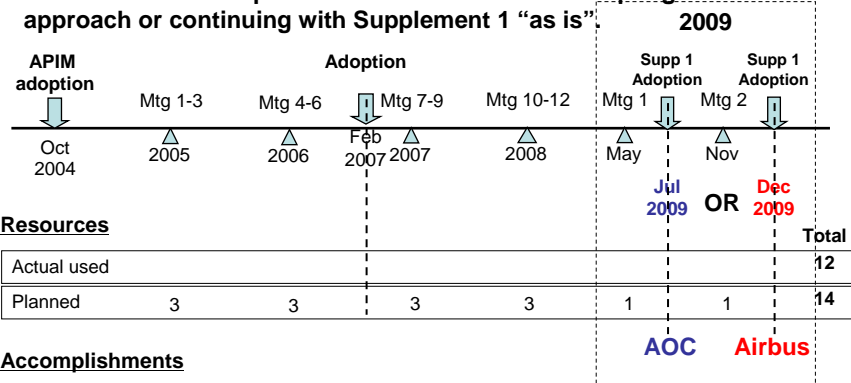 approach or continuing with Supplement 1 “as is”.
2009
APIM adoption
Adoption
Supp 1 Adoption
Supp 1 Adoption
Mtg 1-3
Mtg 4-6
Mtg 7-9
Mtg 10-12
Mtg 1
Mtg 2
Oct 2004
2005
2006
Feb 2007
2007
2008
May
Nov
Jul 2009
OR
Dec 2009
Resources
Total
Actual used 12
Planned 3 3 3 3 1 1 14
AOC
Airbus
Accomplishments